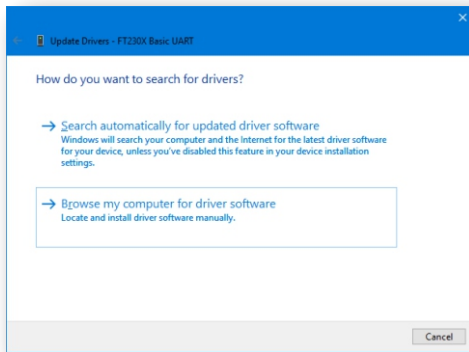 Update Drivers - FT230X Basic UART
How do you want to search for drivers?
Search automatically for updated driver software
Windows will search your computer and the Internet for the latest driver software
for your device, unless you've disabled this feature in your device installation
settings.
Browse my computer for driver software
Locate and install driver software manually.
Cancel